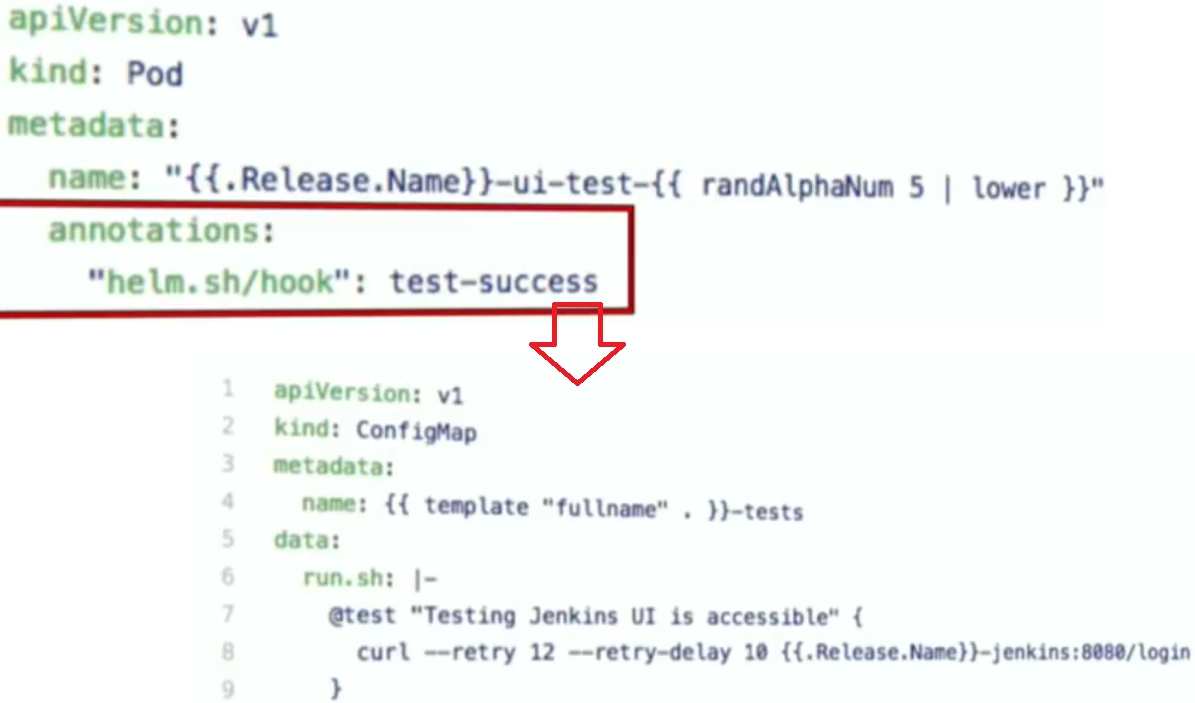 apiVersion: v1
kind: Pod
metadata:
  name: "{{.Release.Name}}-ui-test-{{ randAlphaNum 5 | lower }}"
  annotations:
    "helm.sh/hook": test-success
1 apiVersion: v1
2 kind: ConfigMap
3 metadata:
4   name: {{ template "fullname" . }}-tests
5 data:
6   run.sh: |-
7     @test "Testing Jenkins UI is accessible" {
8       curl --retry 12 --retry-delay 10 {{.Release.Name}}-jenkins:8080/login
9     }